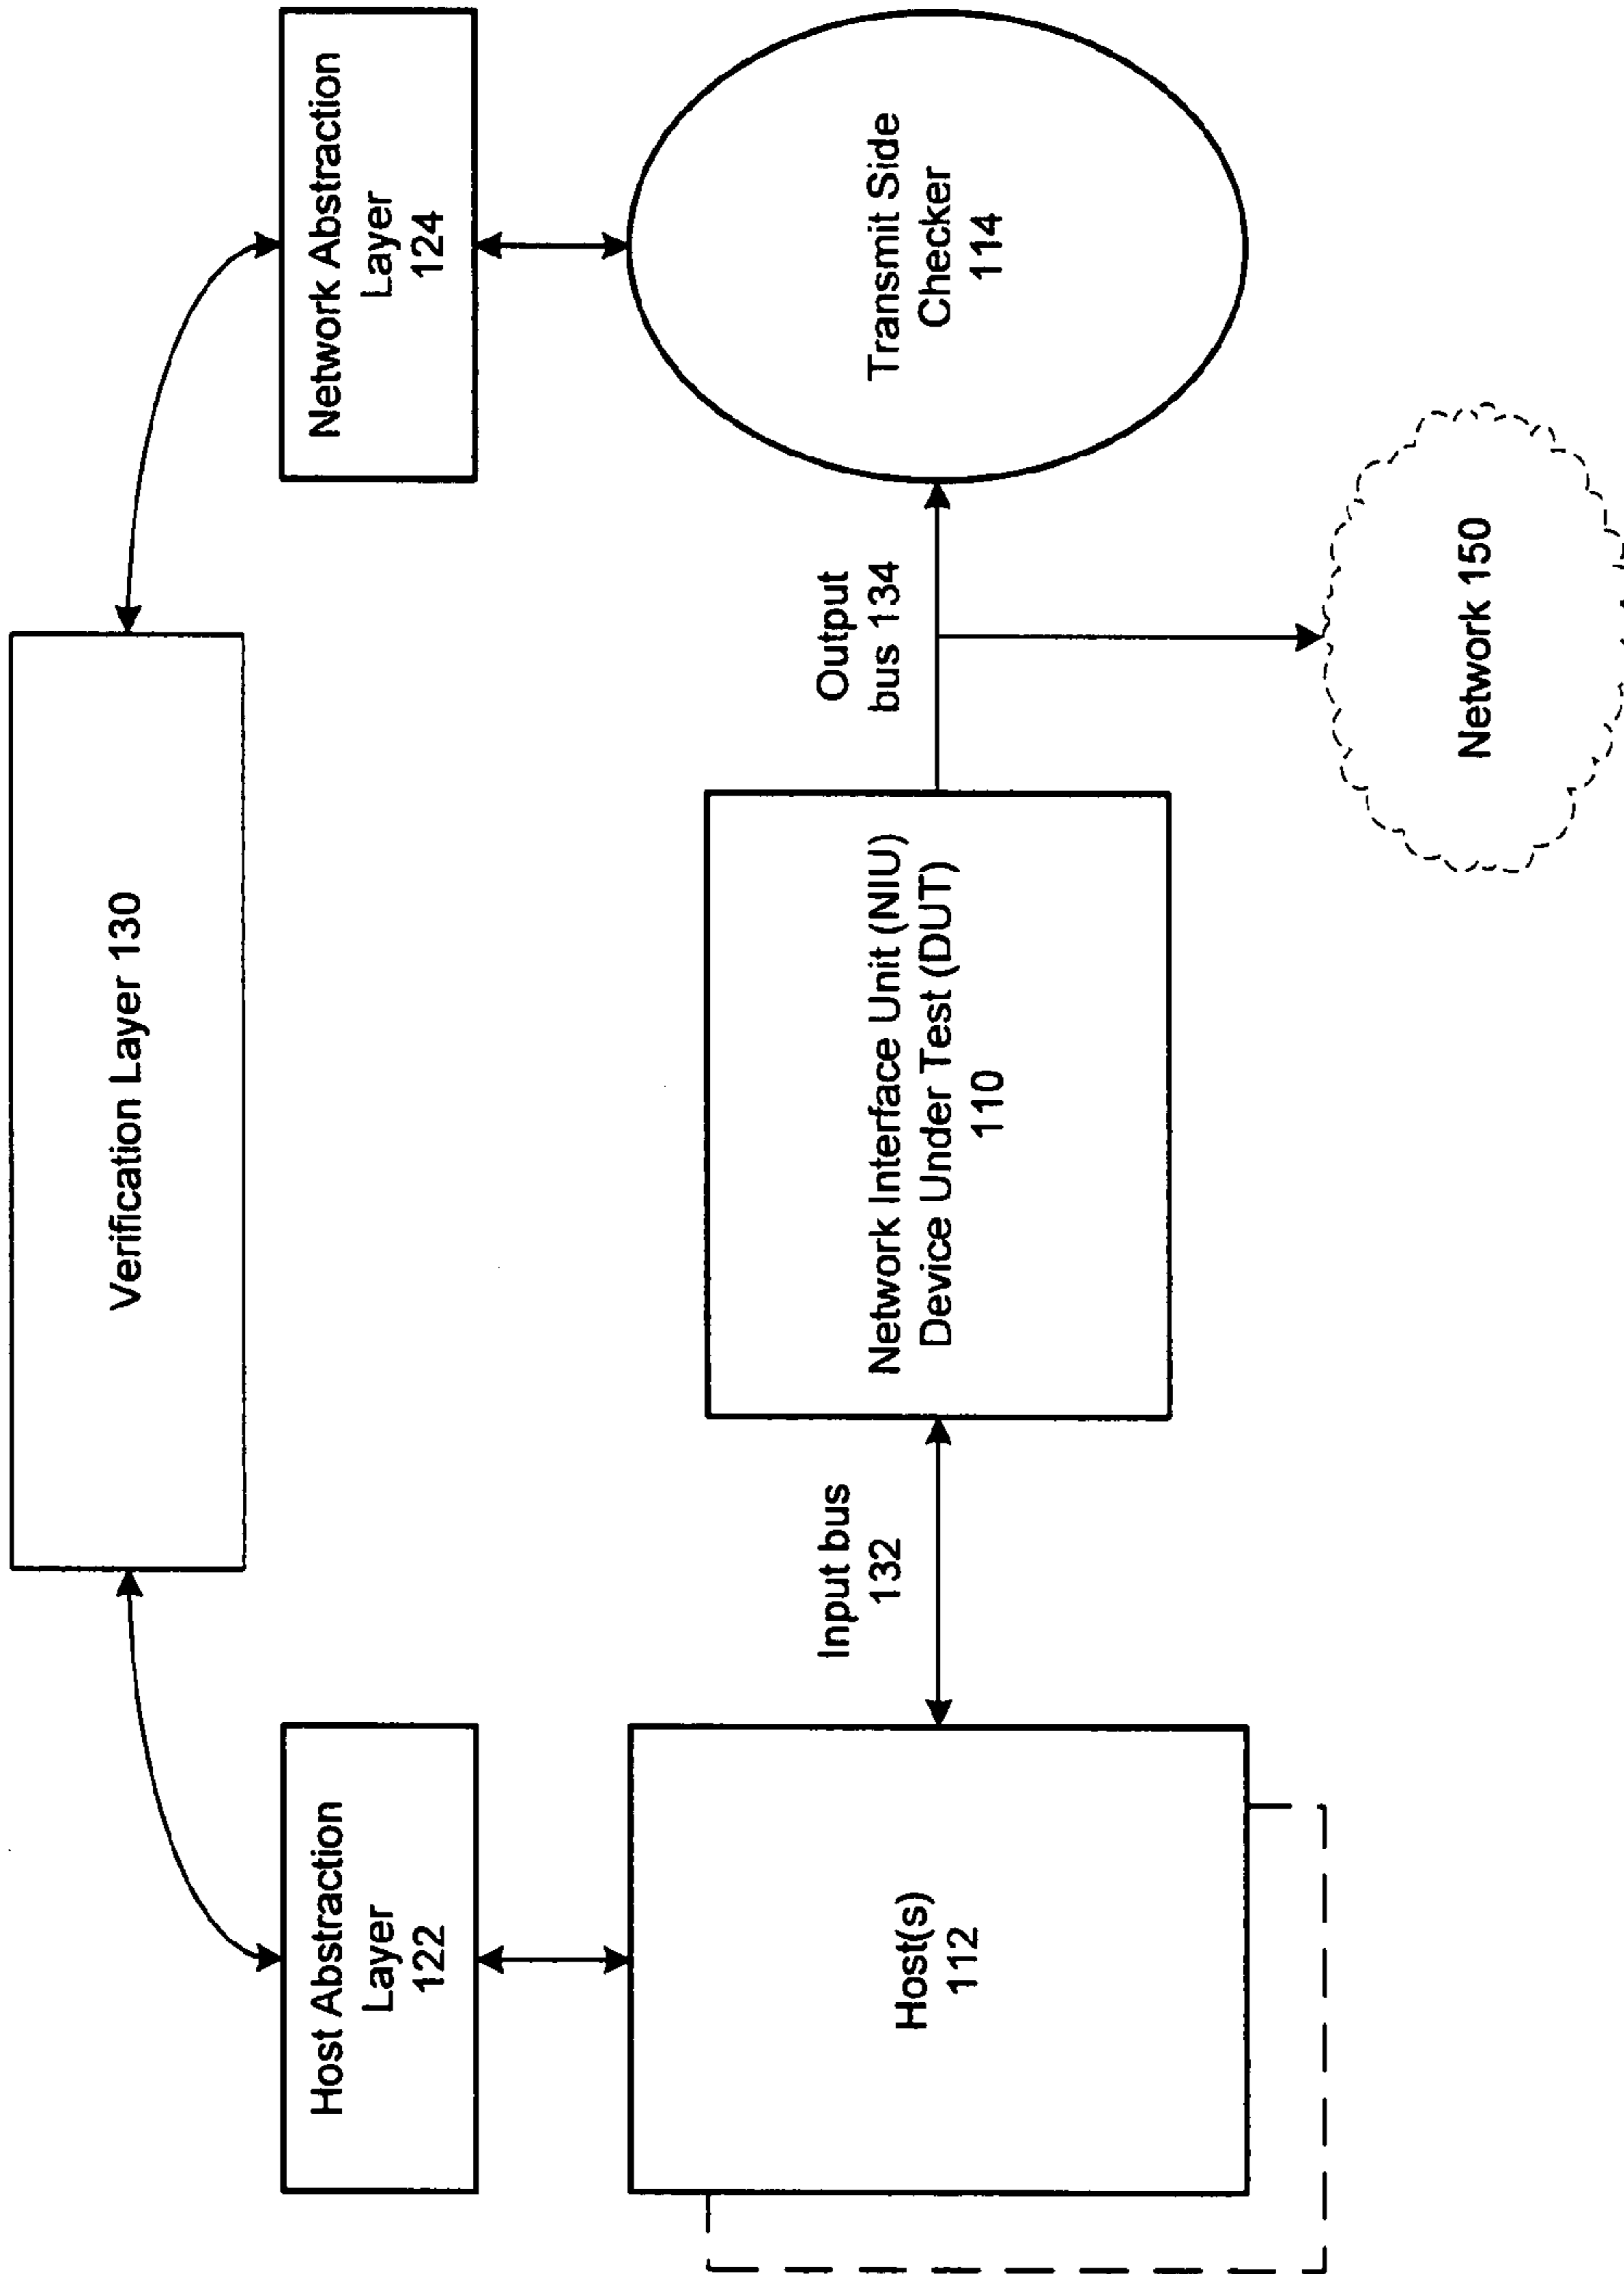 Verification Layer 130
Host Abstraction
Layer
122
Network Abstraction
Layer
124
Host(s)
112
Input bus
132
Network Interface Unit (NIU)
Device Under Test (DUT)
110
Output
bus 134
Transmit Side
Checker
114
Network 150